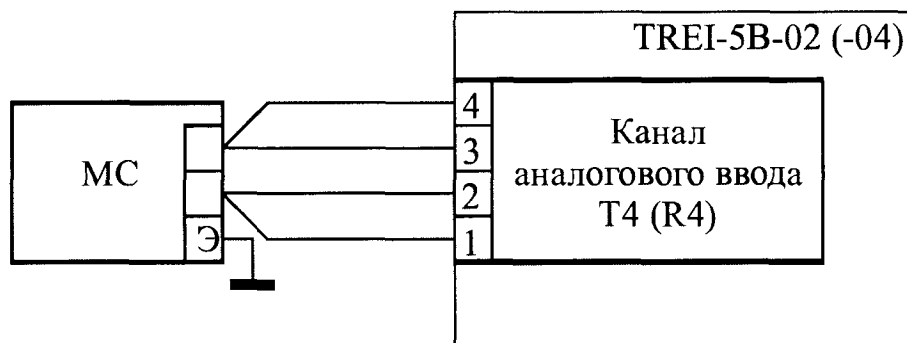 TREI-5B-02 (-04)
МС
Э
4
3
2
1
Канал
аналогового ввода
T4 (R4)